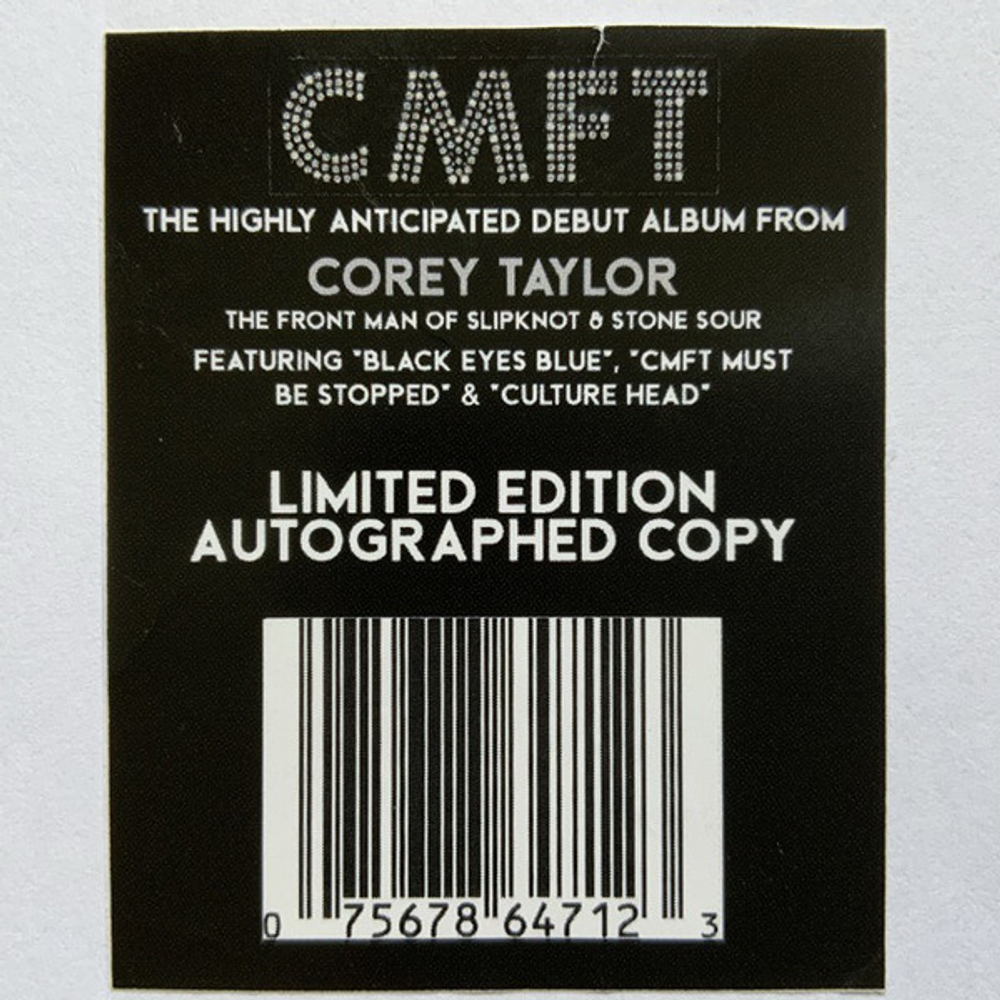 CMFT
THE HIGHLY ANTICIPATED DEBUT ALBUM FROM
COREY TAYLOR
THE FRONT MAN OF SLIPKNOT & STONE SOUR
FEATURING "BLACK EYES BLUE", "CMFT MUST
BE STOPPED" & "CULTURE HEAD"
LIMITED EDITION
AUTOGRAPHED COPY
0 75678 64712 3